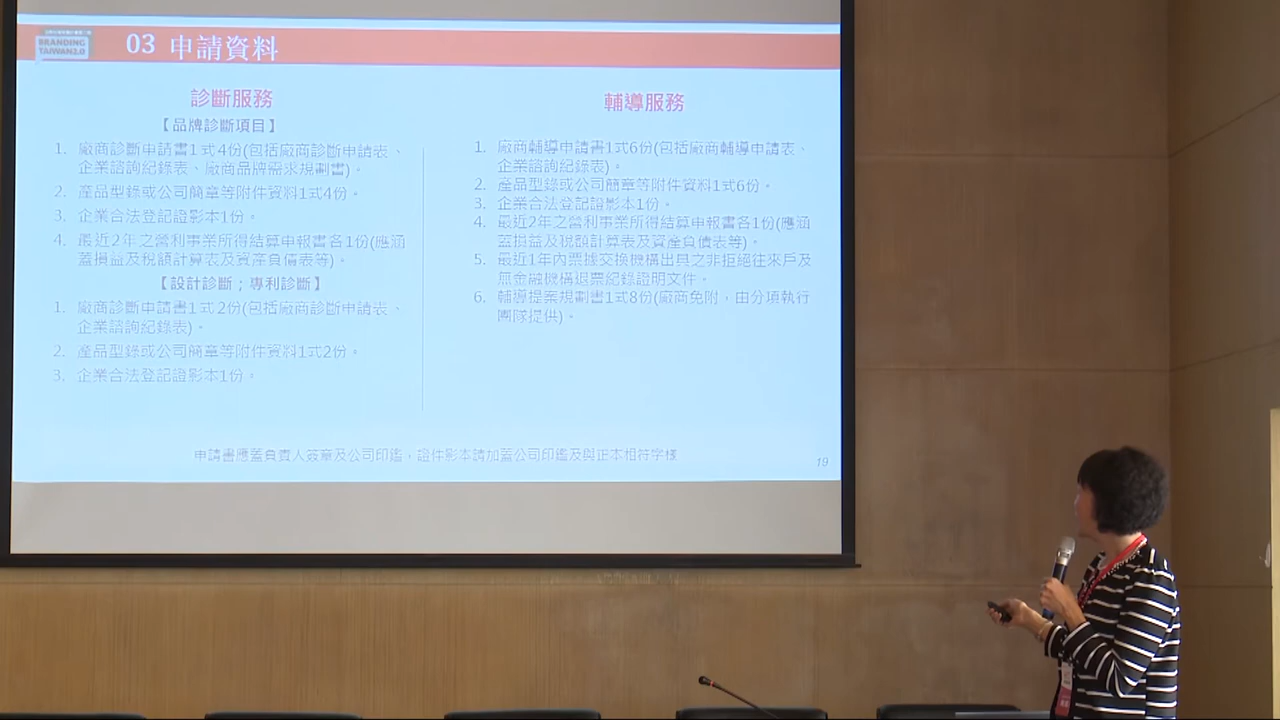 BRANDING
TAIWAN2.0
03 申請資料
診斷服務
【品牌診斷項目】
1. 廠商診斷申請書1式4份(包括廠商診斷申請表、
企業諮詢紀錄表、廠商品牌需求規劃書)。
2. 產品型錄或公司簡章等附件資料1式4份。
3. 企業合法登記證影本1份。
4. 最近2年之營利事業所得結算申報書各1份(應涵
蓋損益及稅額計算表及資產負債表等)。
【設計診斷；專利診斷】
1. 廠商診斷申請書1式2份(包括廠商診斷申請表、
企業諮詢紀錄表)。
2. 產品型錄或公司簡章等附件資料1式2份。
3. 企業合法登記證影本1份。
輔導服務
1. 廠商輔導申請書1式6份(包括廠商輔導申請表、
企業諮詢紀錄表)。
2. 產品型錄或公司簡章等附件資料1式6份。
3. 企業合法登記證影本1份。
4. 最近2年之營利事業所得結算申報書各1份(應涵
蓋損益及稅額計算表及資產負債表等)。
5. 最近1年內票據交換機構出具之非拒絕往來戶及
無金融機構退票紀錄證明文件。
6. 輔導提案規劃書1式8份(廠商免附，由分項執行
團隊提供)。
申請書應蓋負責人簽章及公司印鑑，證件影本請加蓋公司印鑑及與正本相符字樣
19